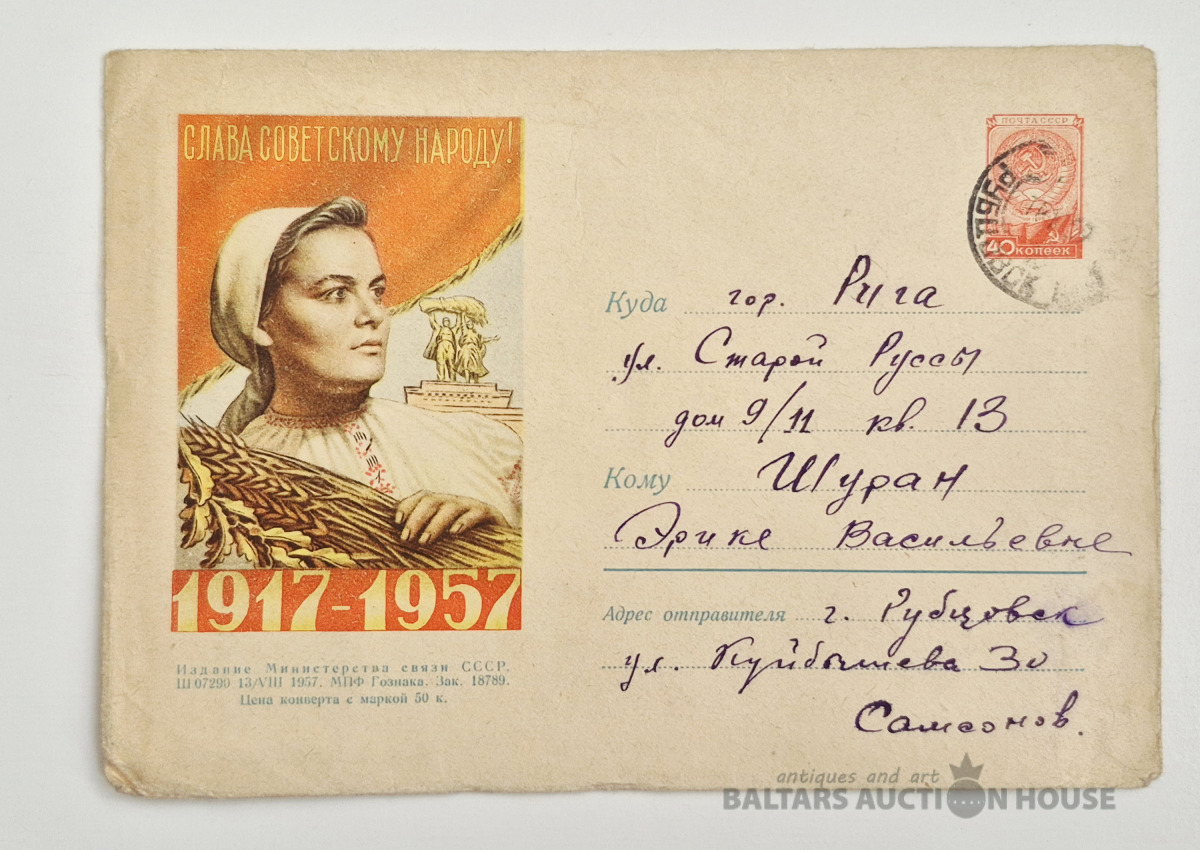 СЛАВА СОВЕТСКОМУ НАРОДУ!
1917-1957
Издание Министерства связи СССР.
Ш 07290 13/VIII 1957. МПФ Гознака. Зак. 18789.
Цена конверта с маркой 50 к.
ПОЧТА СССР
40 КОПЕЕК
Куда гор. Рига
ул. Старой Руссы
дом 9/11 кв. 13
Кому Шуран
Эрике Васильевне
Адрес отправителя г. Рубцовск
ул. Куйбышева 30
Самсонов.
antiques and art
BALTARS AUCTION HOUSE